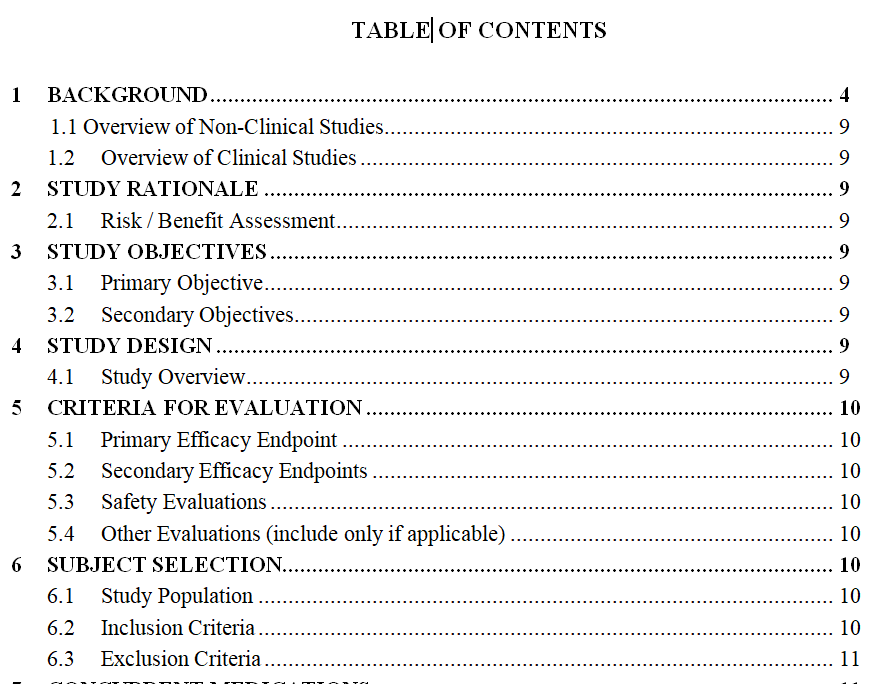 TABLE OF CONTENTS
1 BACKGROUND........................................ 4
1.1 Overview of Non-Clinical Studies........................................ 9
1.2 Overview of Clinical Studies ........................................ 9
2 STUDY RATIONALE ........................................ 9
2.1 Risk / Benefit Assessment........................................ 9
3 STUDY OBJECTIVES ........................................ 9
3.1 Primary Objective........................................ 9
3.2 Secondary Objectives........................................ 9
4 STUDY DESIGN ........................................ 9
4.1 Study Overview........................................ 9
5 CRITERIA FOR EVALUATION ........................................ 10
5.1 Primary Efficacy Endpoint ........................................ 10
5.2 Secondary Efficacy Endpoints ........................................ 10
5.3 Safety Evaluations ........................................ 10
5.4 Other Evaluations (include only if applicable) ........................................ 10
6 SUBJECT SELECTION........................................ 10
6.1 Study Population ........................................ 10
6.2 Inclusion Criteria ........................................ 10
6.3 Exclusion Criteria ........................................ 11